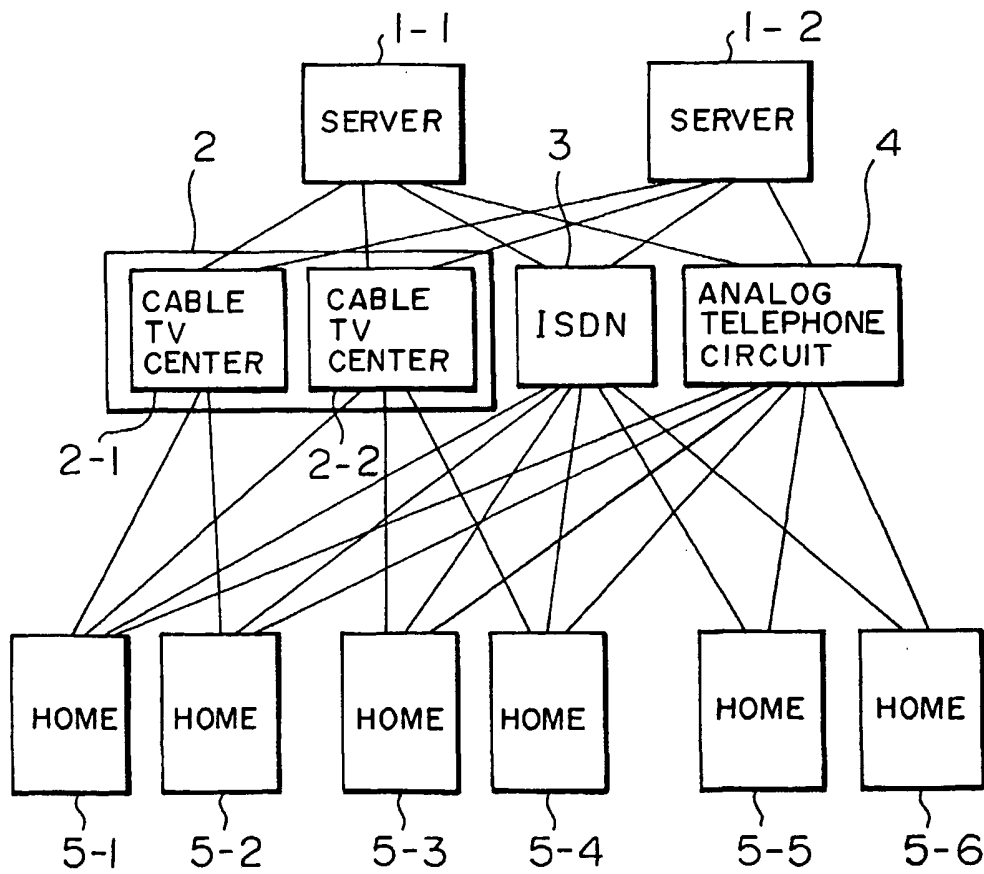 1-1
1-2
SERVER
SERVER
2
3
4
CABLE
TV
CENTER
CABLE
TV
CENTER
ISDN
ANALOG
TELEPHONE
CIRCUIT
2-1
2-2
HOME
HOME
HOME
HOME
HOME
HOME
5-1
5-2
5-3
5-4
5-5
5-6